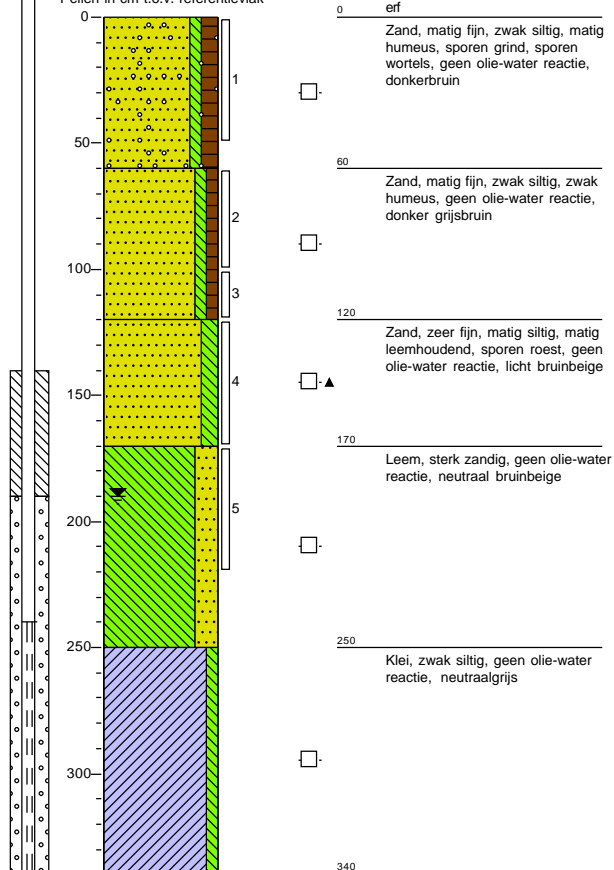 Peilen in cm t.o.v. referentievlak
0
50
100
150
200
250
300
1
2
3
4
5
0
erf
Zand, matig fijn, zwak siltig, matig
humeus, sporen grind, sporen
wortels, geen olie-water reactie,
donkerbruin
60
Zand, matig fijn, zwak siltig, zwak
humeus, geen olie-water reactie,
donker grijsbruin
120
Zand, zeer fijn, matig siltig, matig
leemhoudend, sporen roest, geen
olie-water reactie, licht bruinbeige
170
Leem, sterk zandig, geen olie-water
reactie, neutraal bruinbeige
250
Klei, zwak siltig, geen olie-water
reactie, neutraalgrijs
340